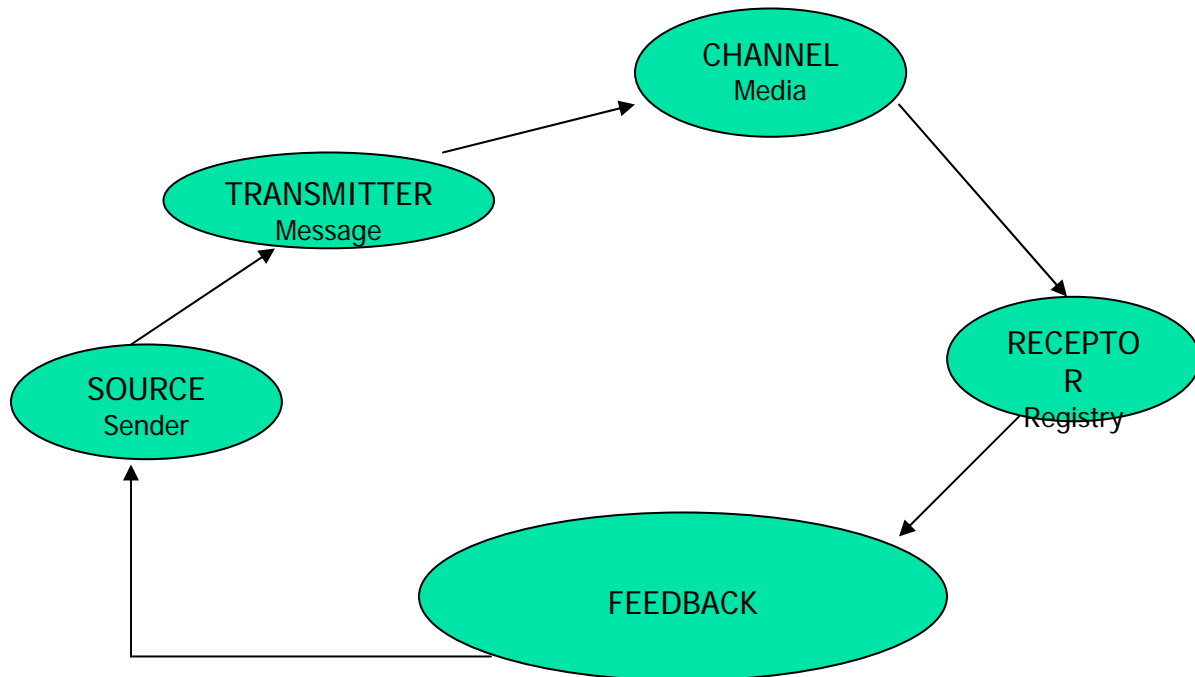 CHANNEL
Media
TRANSMITTER
Message
RECEPTO
R
Registry
SOURCE
Sender
FEEDBACK